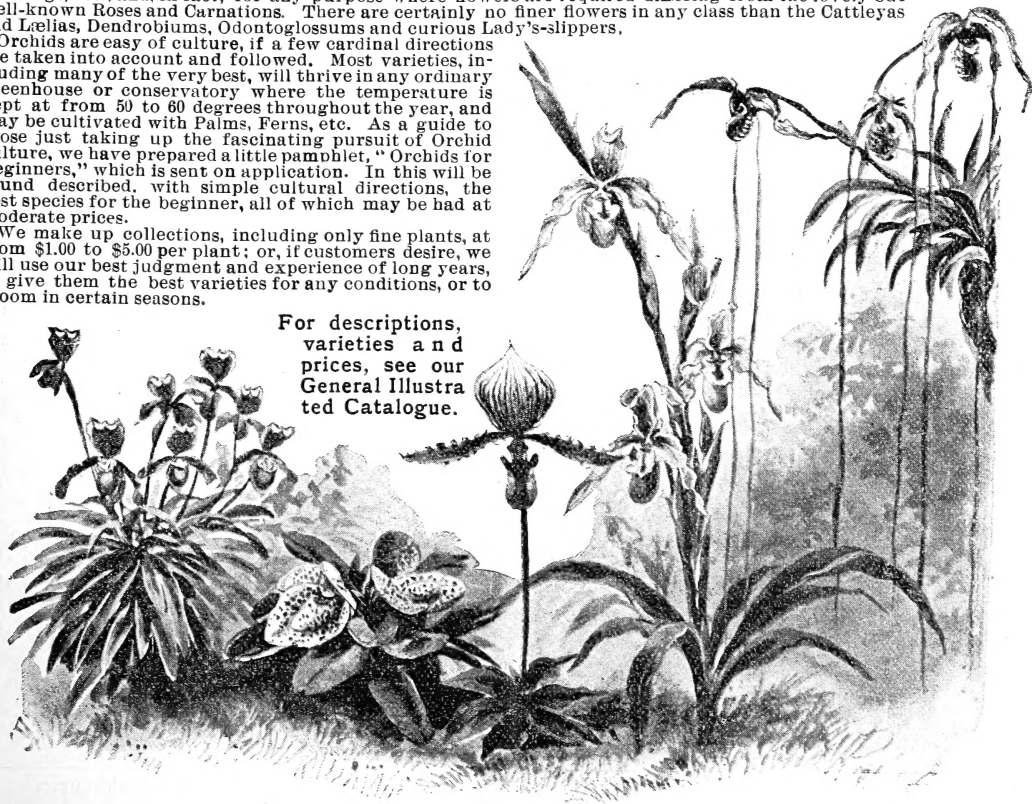 ell-known Roses and Carnations. There are certainly no finer flowers in any class than the Cattleyas
d Lælias, Dendrobiums, Odontoglossums and curious Lady's-slippers.
Orchids are easy of culture, if a few cardinal directions
e taken into account and followed. Most varieties, in-
uding many of the very best, will thrive in any ordinary
eenhouse or conservatory where the temperature is
ept at from 50 to 60 degrees throughout the year, and
ay be cultivated with Palms, Ferns, etc. As a guide to
ose just taking up the fascinating pursuit of Orchid
lture, we have prepared a little pamphlet, "Orchids for
eginners," which is sent on application. In this will be
und described, with simple cultural directions, the
st species for the beginner, all of which may be had at
oderate prices.
We make up collections, including only fine plants, at
om $1.00 to $5.00 per plant; or, if customers desire, we
ll use our best judgment and experience of long years,
give them the best varieties for any conditions, or to
oom in certain seasons.
For descriptions,
varieties and
prices, see our
General Illustra
ted Catalogue.